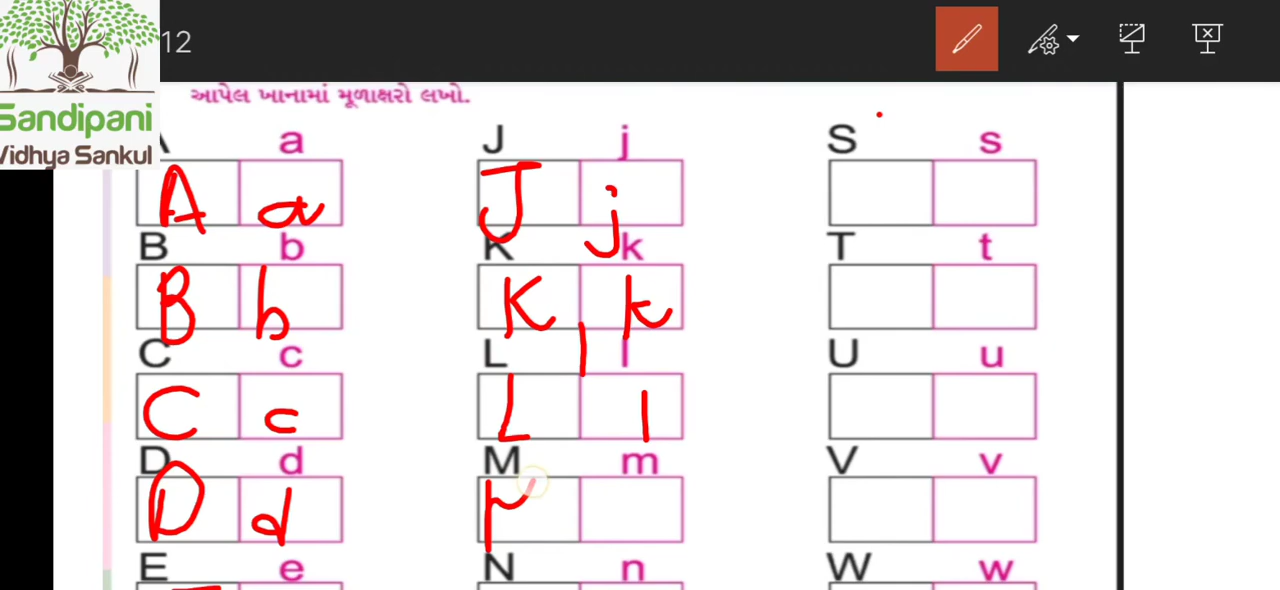 12
Sandipani
Vidhya Sankul
આપેલ ખાનામાં મૂળાક્ષરો લખો.
a J j S s
A a J j
B b K k T t
B b K k
C c L l U u
C c L l
D d M m V v
D d
E e N n W w